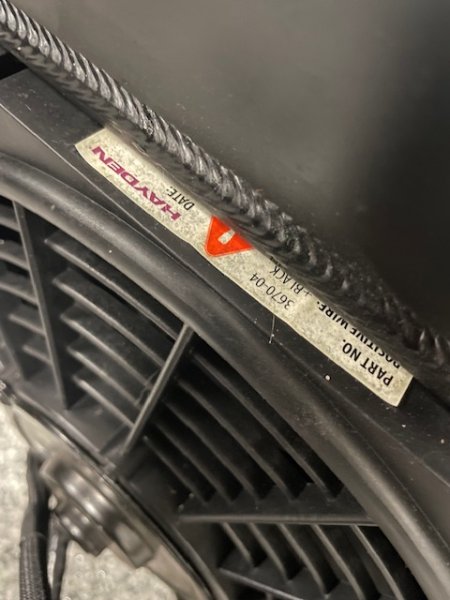 HAYDEN
DATE:
PART NO. 3670-04
POSITIVE WIRE: BLACK